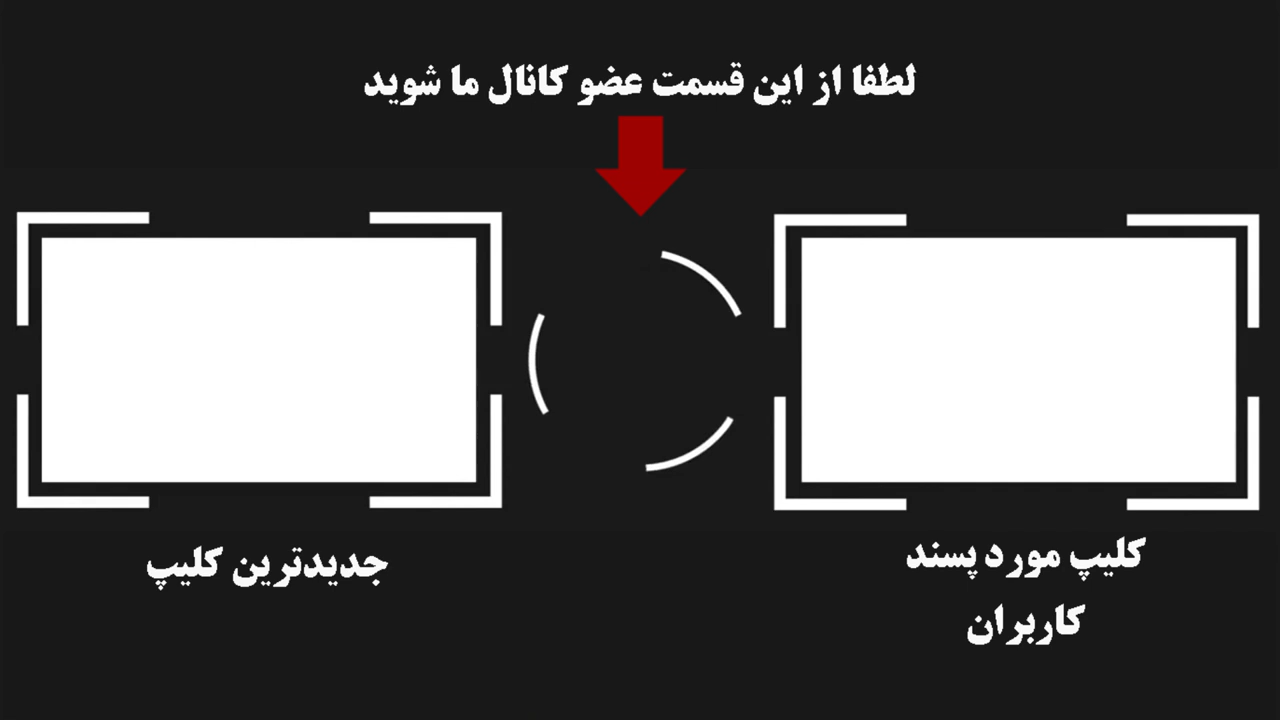 لطفا از این قسمت عضو کانال ما شوید
کلیپ مورد پسند
کاربران
جدیدترین کلیپ